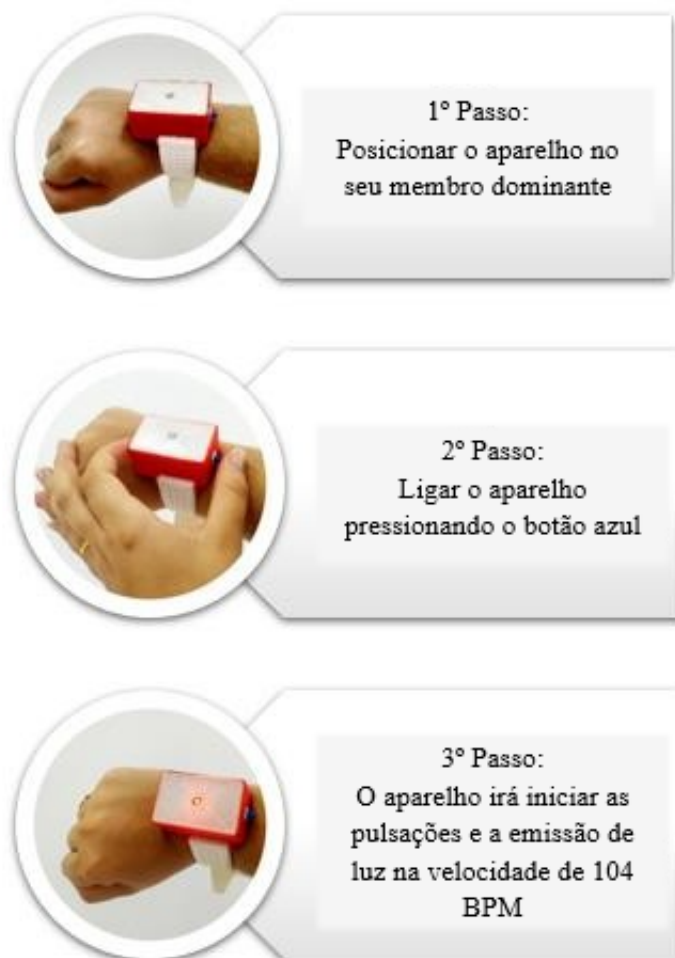 1º Passo:
Posicionar o aparelho no
seu membro dominante
2º Passo:
Ligar o aparelho
pressionando o botão azul
3º Passo:
O aparelho irá iniciar as
pulsações e a emissão de
luz na velocidade de 104
BPM